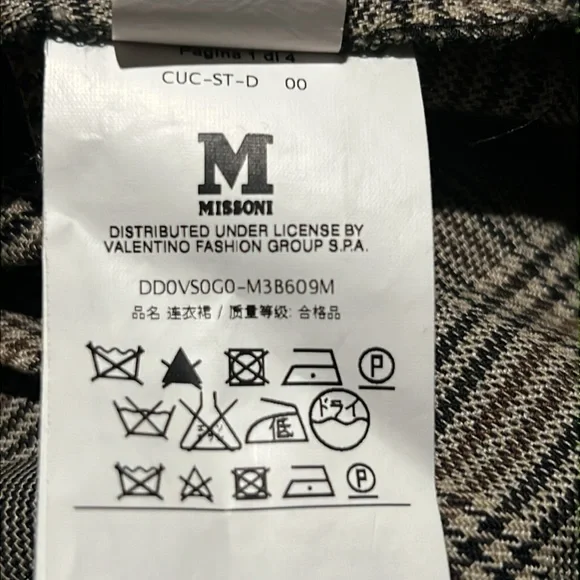 Pagina 1 di 4
CUC-ST-D 00
M
MISSONI
DISTRIBUTED UNDER LICENSE BY
VALENTINO FASHION GROUP S.P.A.
DD0VS0G0-M3B609M
品名 连衣裙 / 质量等级: 合格品
P
低 ドライ
P